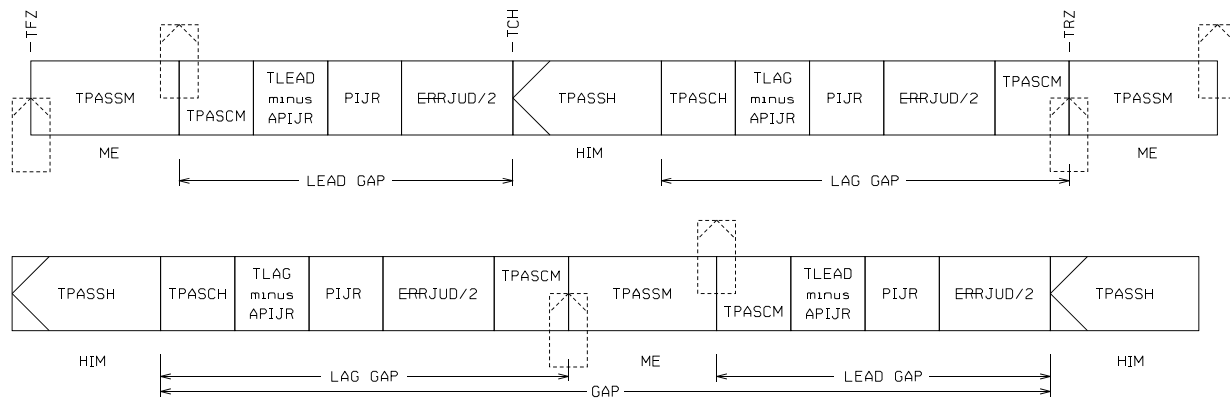 TFZ TCH TRZ
TPASSM TPASCM TLEAD minus APIJR PIJR ERRJUD/2 TPASSH TPASCH TLAG minus APIJR PIJR ERRJUD/2 TPASCM TPASSM
ME HIM ME
LEAD GAP LAG GAP
TPASSH TPASCH TLAG minus APIJR PIJR ERRJUD/2 TPASCM TPASSM TPASCM TLEAD minus APIJR PIJR ERRJUD/2 TPASSH
HIM ME HIM
LAG GAP LEAD GAP
GAP